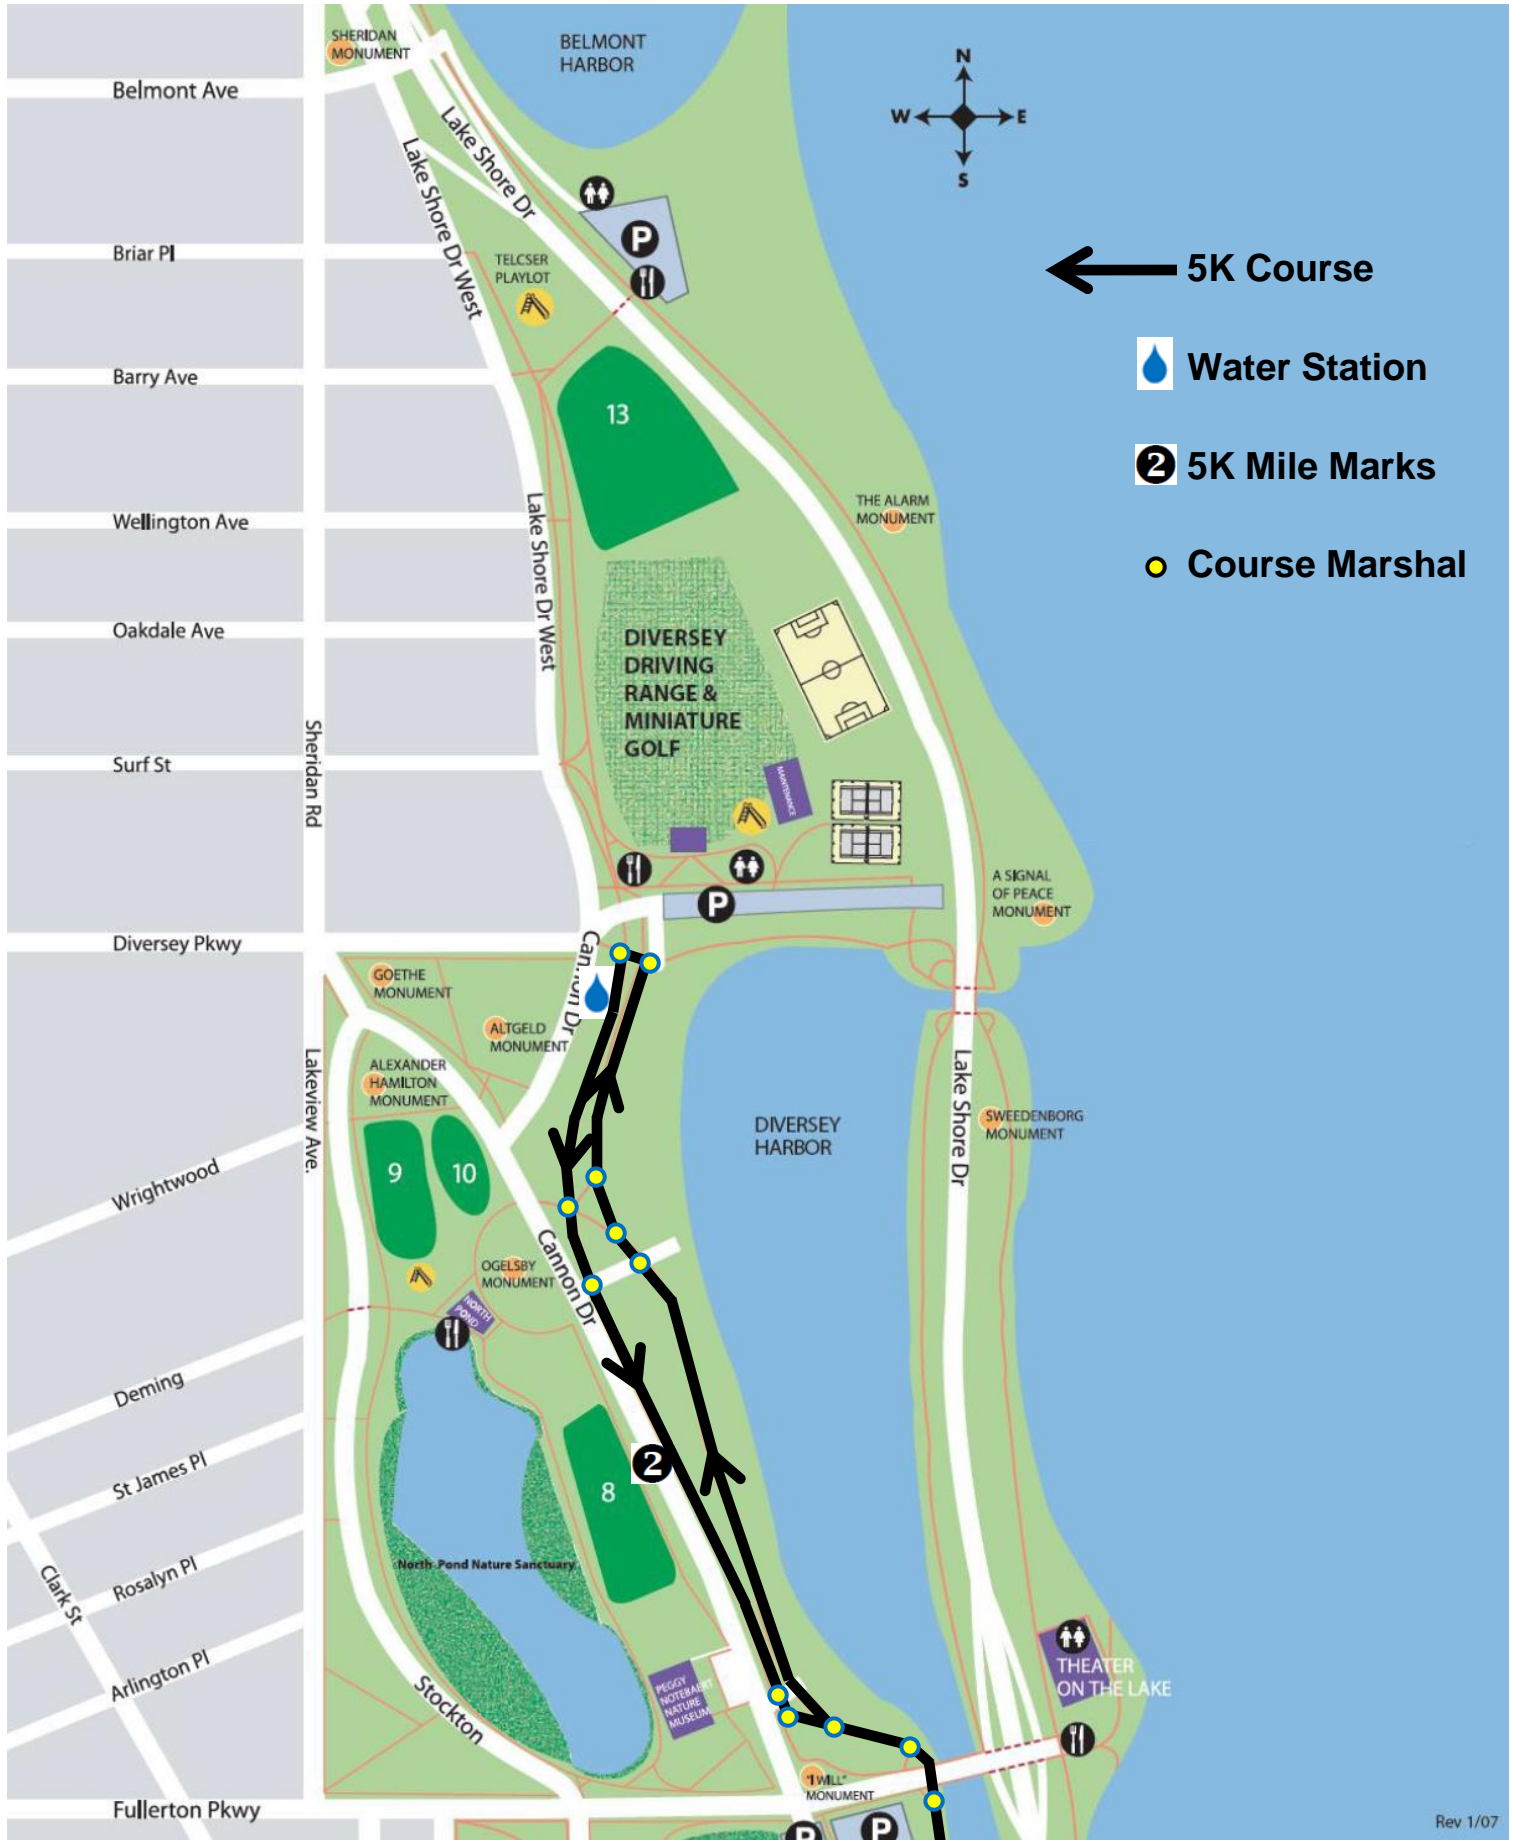 SHERIDAN
MONUMENT
BELMONT
HARBOR
N
W
E
S
Belmont Ave
Lake Shore Dr
Lake Shore Dr West
P
Briar Pl
TELCSER
PLAYLOT
5K Course
Water Station
2 5K Mile Marks
Course Marshal
Barry Ave
13
THE ALARM
MONUMENT
Wellington Ave
Lake Shore Dr West
Oakdale Ave
DIVERSEY
DRIVING
RANGE &
MINIATURE
GOLF
Sheridan Rd
Surf St
MAINTENANCE
A SIGNAL
OF PEACE
MONUMENT
P
Diversey Pkwy
Cannon Dr
GOETHE
MONUMENT
ALTGELD
MONUMENT
ALEXANDER
HAMILTON
MONUMENT
Lakeview Ave.
Lake Shore Dr
SWEEDENBORG
MONUMENT
DIVERSEY
HARBOR
Wrightwood
9
10
Cannon Dr
OGELSBY
MONUMENT
NORTH
POND
Deming
St James Pl
2
8
North Pond Nature Sanctuary
Rosalyn Pl
Clark St
Arlington Pl
Stockton
PEGGY
NOTEBAERT
NATURE
MUSEUM
THEATER
ON THE LAKE
"I WILL"
MONUMENT
Fullerton Pkwy
P
P
Rev 1/07